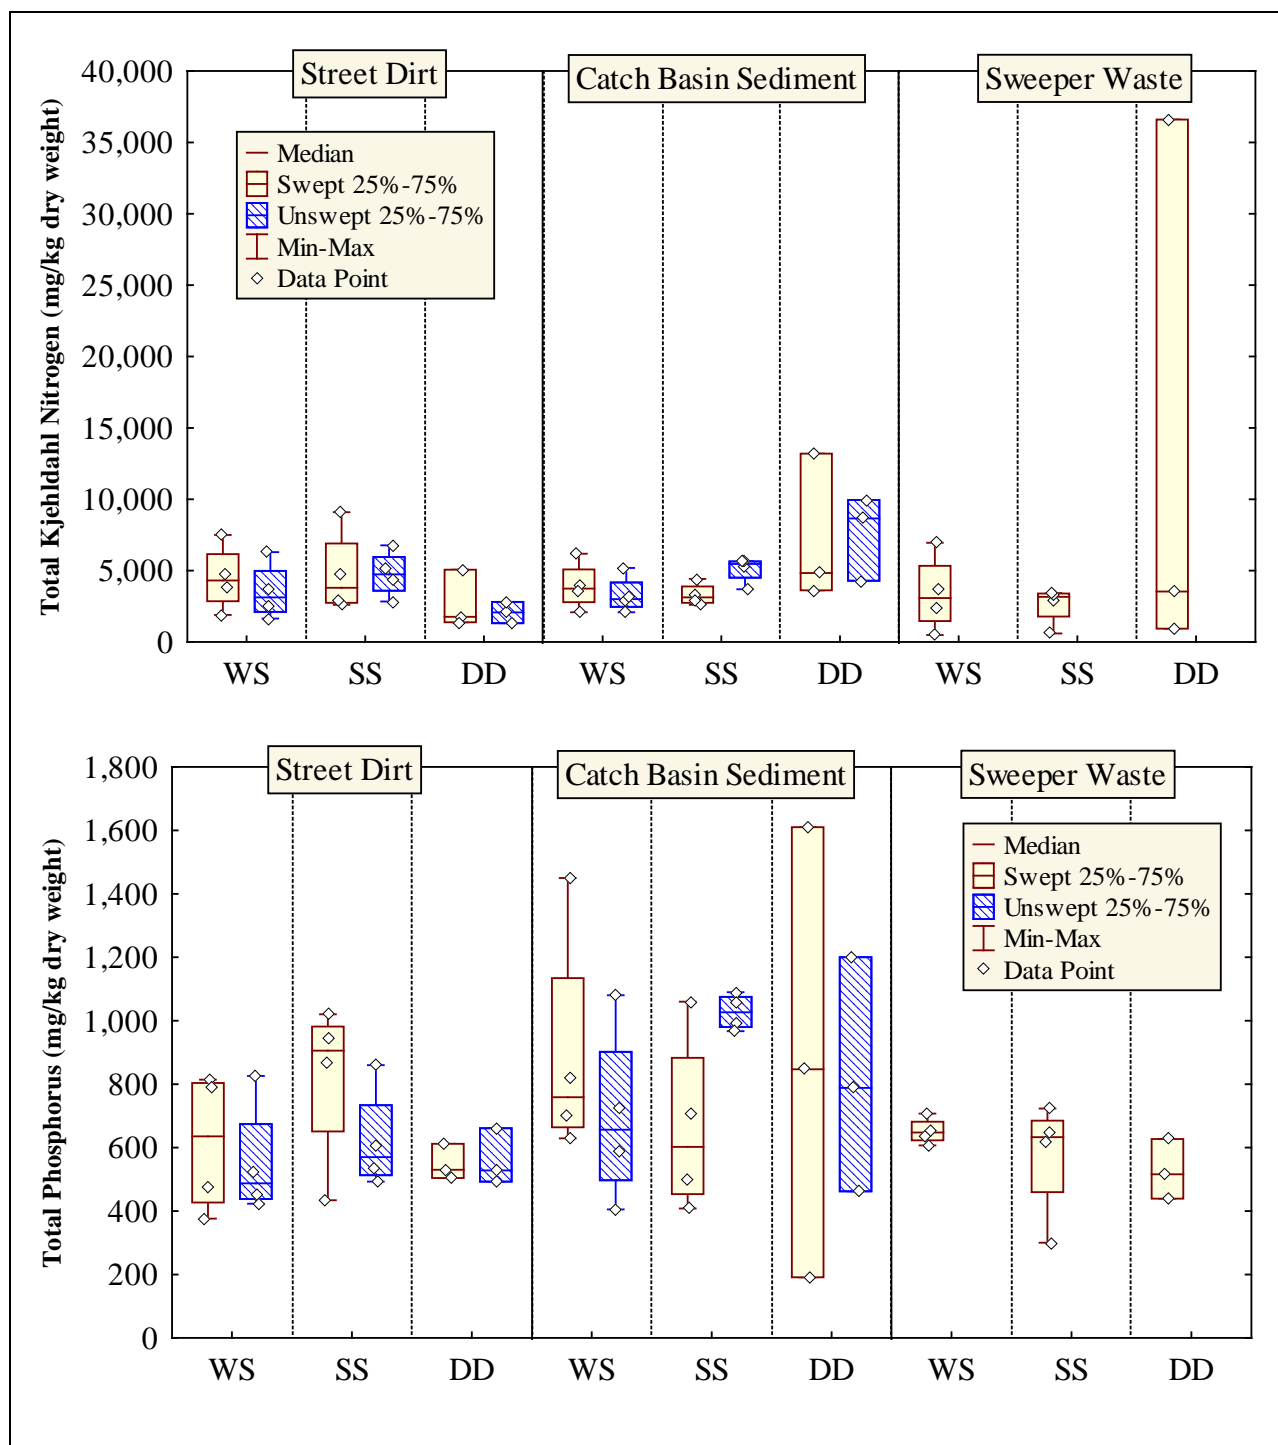 Street Dirt
Catch Basin Sediment
Sweeper Waste
Total Kjehldahl Nitrogen (mg/kg dry weight)
40,000
35,000
30,000
25,000
20,000
15,000
10,000
5,000
0
Median
Swept 25%-75%
Unswept 25%-75%
Min-Max
Data Point
WS SS DD WS SS DD WS SS DD
Street Dirt
Catch Basin Sediment
Sweeper Waste
Total Phosphorus (mg/kg dry weight)
1,800
1,600
1,400
1,200
1,000
800
600
400
200
0
Median
Swept 25%-75%
Unswept 25%-75%
Min-Max
Data Point
WS SS DD WS SS DD WS SS DD